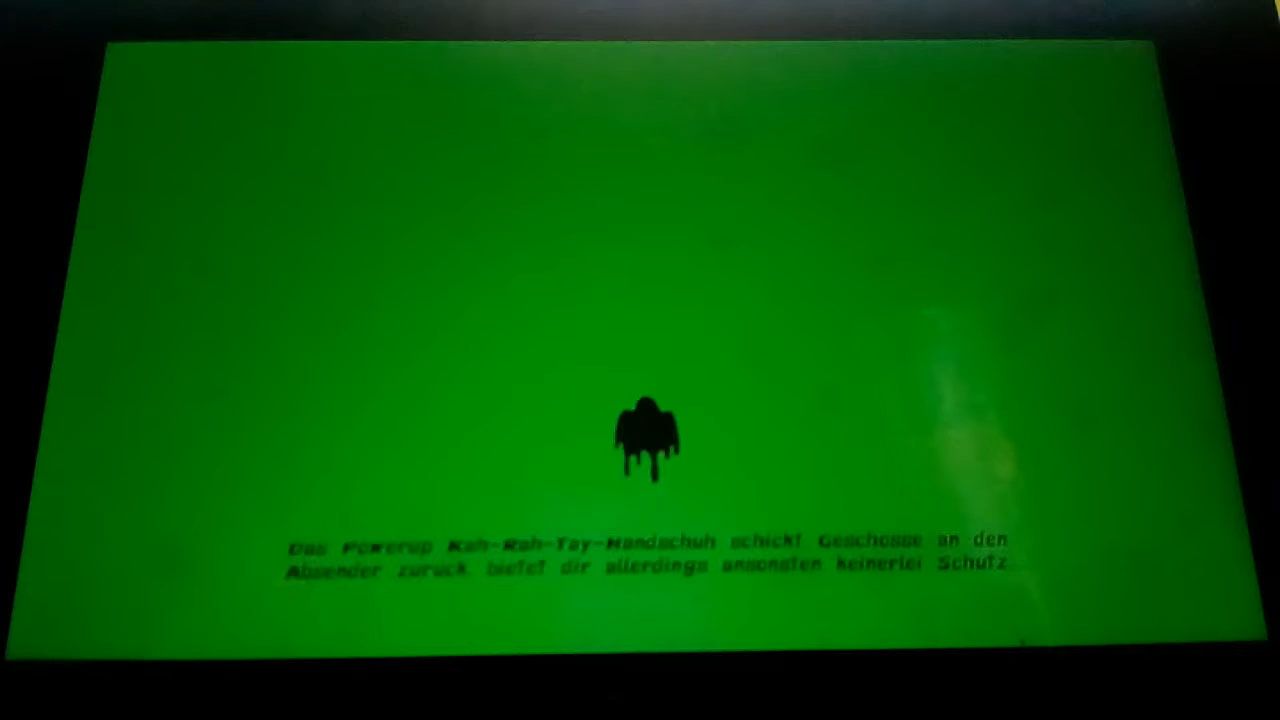 Das Powerup Kah-Rah-Tay-Handschuh schickt Geschosse an den
Absender zurück, bietet dir allerdings ansonsten keinerlei Schutz